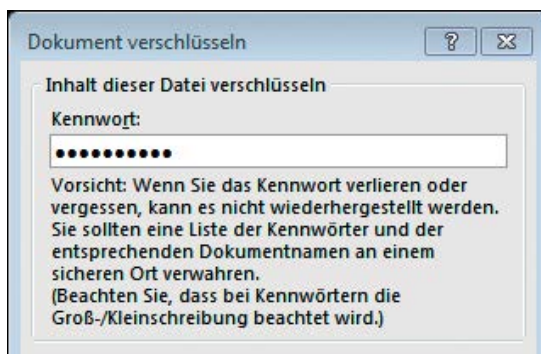 Dokument verschlüsseln
Inhalt dieser Datei verschlüsseln
Kennwort:
••••••••••
Vorsicht: Wenn Sie das Kennwort verlieren oder
vergessen, kann es nicht wiederhergestellt werden.
Sie sollten eine Liste der Kennwörter und der
entsprechenden Dokumentnamen an einem
sicheren Ort verwahren.
(Beachten Sie, dass bei Kennwörtern die
Groß-/Kleinschreibung beachtet wird.)